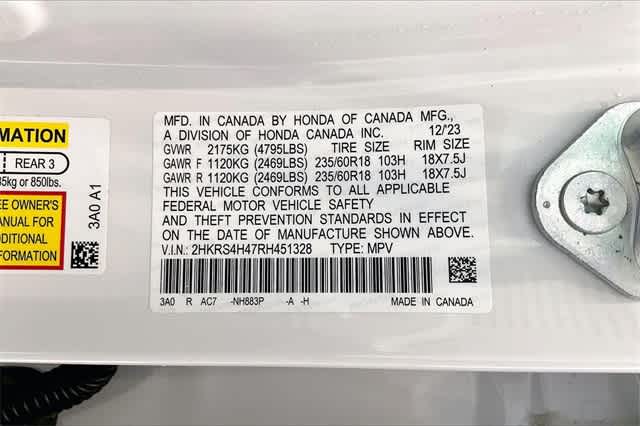 MATION
REAR 3
35kg or 850lbs.
EE OWNER'S
ANUAL FOR
DDITIONAL
FORMATION
3A0 A1
MFD. IN CANADA BY HONDA OF CANADA MFG.,
A DIVISION OF HONDA CANADA INC. 12/'23
GVWR 2175KG (4795LBS) TIRE SIZE RIM SIZE
GAWR F 1120KG (2469LBS) 235/60R18 103H 18X7.5J
GAWR R 1120KG (2469LBS) 235/60R18 103H 18X7.5J
THIS VEHICLE CONFORMS TO ALL APPLICABLE
FEDERAL MOTOR VEHICLE SAFETY
AND THEFT PREVENTION STANDARDS IN EFFECT
ON THE DATE OF MANUFACTURE SHOWN ABOVE.
V.I.N.: 2HKRS4H47RH451328 TYPE: MPV
3A0 R AC7 -NH883P -A -H MADE IN CANADA